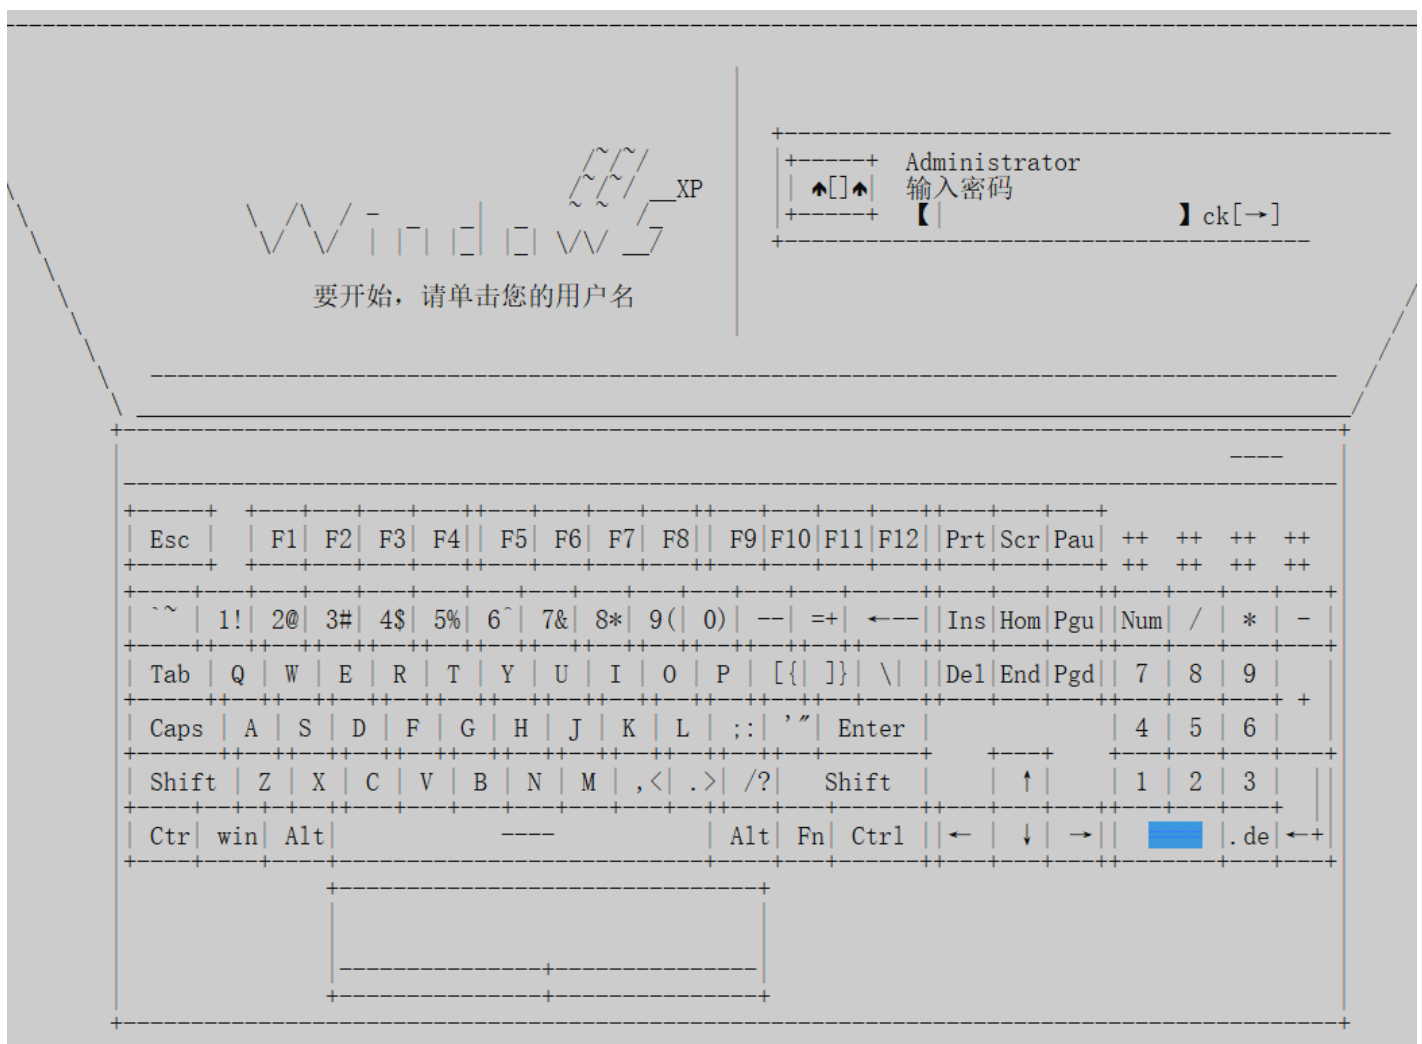 XP
Windows
要开始，请单击您的用户名
Administrator
输入密码
【 】ck[→]
Esc F1 F2 F3 F4 F5 F6 F7 F8 F9 F10 F11 F12 Prt Scr Pau
`~ 1! 2@ 3# 4$ 5% 6^ 7& 8* 9( 0) -- =+ ←-- Ins Hom Pgu Num / * -
Tab Q W E R T Y U I O P [{ ]} \ Del End Pgd 7 8 9 +
Caps A S D F G H J K L ;: '" Enter 4 5 6
Shift Z X C V B N M ,< .> /? Shift ↑ 1 2 3
Ctr win Alt ---- Alt Fn Ctrl ← ↓ → .de ←+